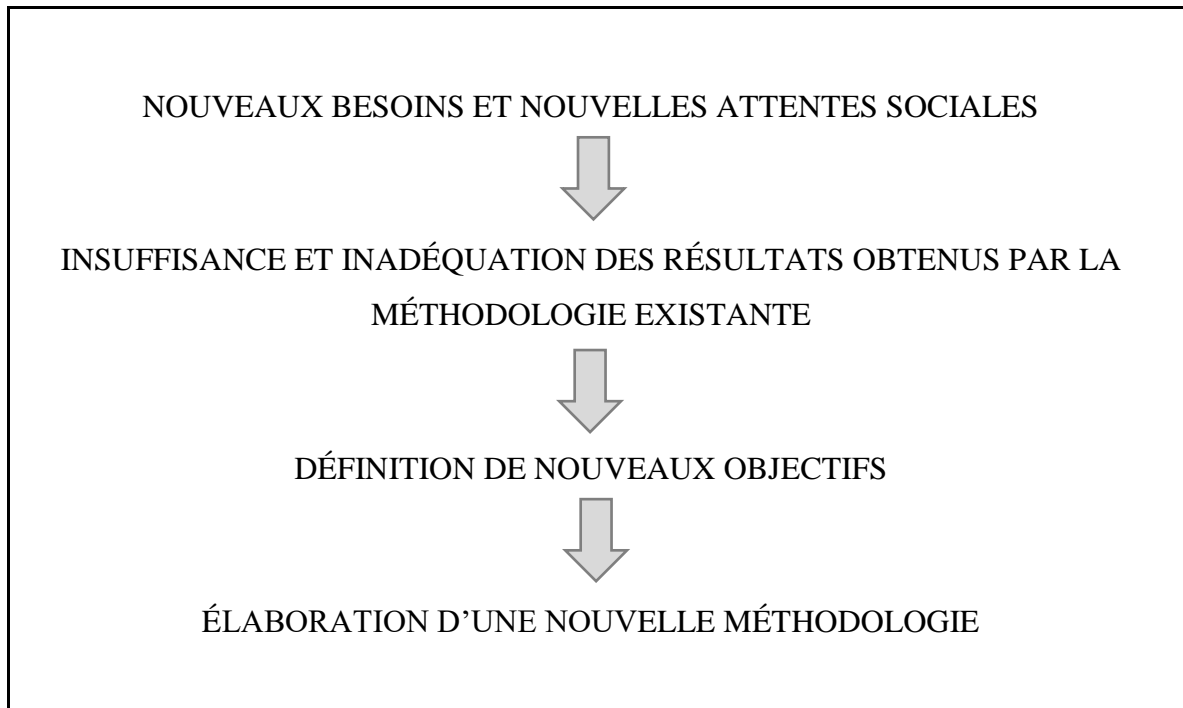 NOUVEAUX BESOINS ET NOUVELLES ATTENTES SOCIALES
INSUFFISANCE ET INADÉQUATION DES RÉSULTATS OBTENUS PAR LA
MÉTHODOLOGIE EXISTANTE
DÉFINITION DE NOUVEAUX OBJECTIFS
ÉLABORATION D’UNE NOUVELLE MÉTHODOLOGIE